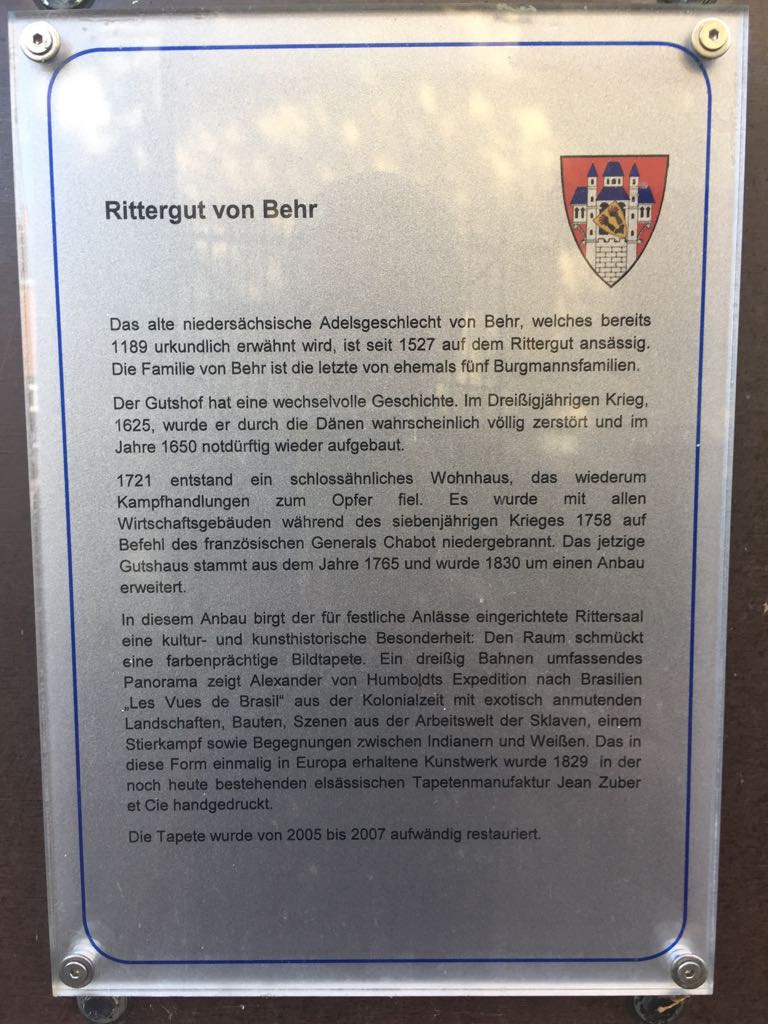 Rittergut von Behr
Das alte niedersächsische Adelsgeschlecht von Behr, welches bereits
1189 urkundlich erwähnt wird, ist seit 1527 auf dem Rittergut ansässig.
Die Familie von Behr ist die letzte von ehemals fünf Burgmannsfamilien.
Der Gutshof hat eine wechselvolle Geschichte. Im Dreißigjährigen Krieg,
1625, wurde er durch die Dänen wahrscheinlich völlig zerstört und im
Jahre 1650 notdürftig wieder aufgebaut.
1721 entstand ein schlossähnliches Wohnhaus, das wiederum
Kampfhandlungen zum Opfer fiel. Es wurde mit allen
Wirtschaftsgebäuden während des siebenjährigen Krieges 1758 auf
Befehl des französischen Generals Chabot niedergebrannt. Das jetzige
Gutshaus stammt aus dem Jahre 1765 und wurde 1830 um einen Anbau
erweitert.
In diesem Anbau birgt der für festliche Anlässe eingerichtete Rittersaal
eine kultur- und kunsthistorische Besonderheit: Den Raum schmückt
eine farbenprächtige Bildtapete. Ein dreißig Bahnen umfassendes
Panorama zeigt Alexander von Humboldts Expedition nach Brasilien
„Les Vues de Brasil“ aus der Kolonialzeit mit exotisch anmutenden
Landschaften, Bauten, Szenen aus der Arbeitswelt der Sklaven, einem
Stierkampf sowie Begegnungen zwischen Indianern und Weißen. Das in
diese Form einmalig in Europa erhaltene Kunstwerk wurde 1829 in der
noch heute bestehenden elsässischen Tapetenmanufaktur Jean Zuber
et Cie handgedruckt.
Die Tapete wurde von 2005 bis 2007 aufwändig restauriert.